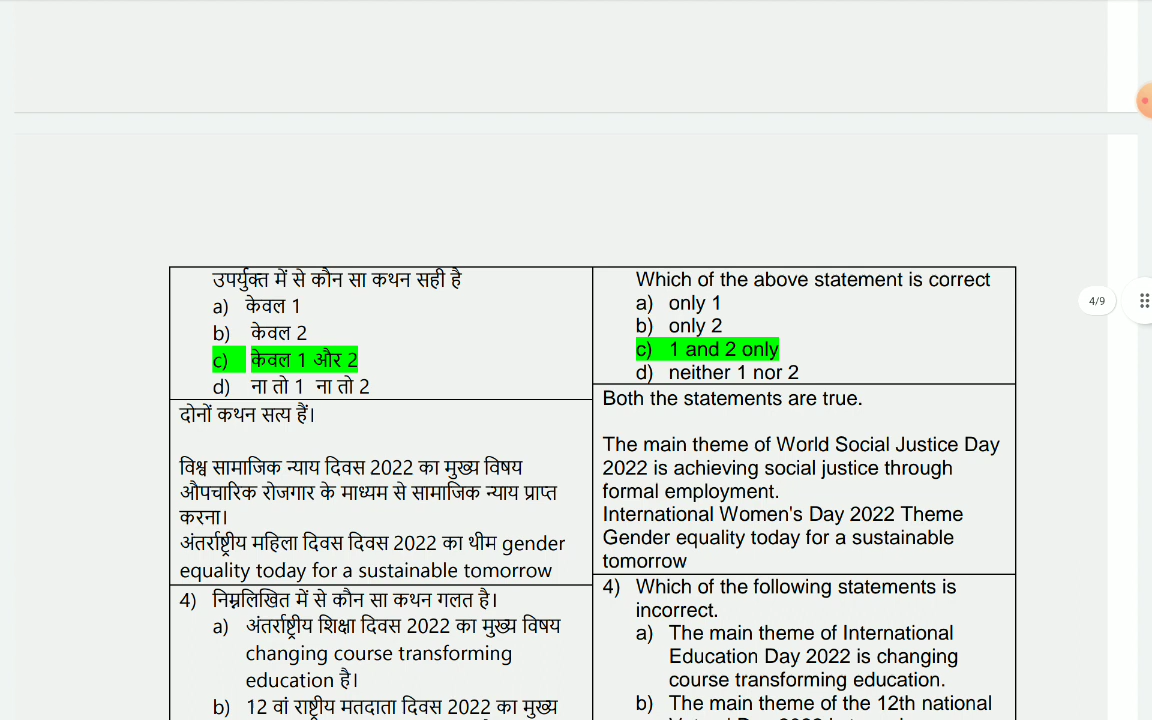 उपर्युक्त में से कौन सा कथन सही है
a) केवल 1
b) केवल 2
c) केवल 1 और 2
d) ना तो 1 ना तो 2
दोनों कथन सत्य हैं।
विश्व सामाजिक न्याय दिवस 2022 का मुख्य विषय
औपचारिक रोजगार के माध्यम से सामाजिक न्याय प्राप्त
करना।
अंतर्राष्ट्रीय महिला दिवस दिवस 2022 का थीम gender
equality today for a sustainable tomorrow
4) निम्नलिखित में से कौन सा कथन गलत है।
a) अंतर्राष्ट्रीय शिक्षा दिवस 2022 का मुख्य विषय
changing course transforming
education है।
b) 12 वां राष्ट्रीय मतदाता दिवस 2022 का मुख्य
Which of the above statement is correct
a) only 1
b) only 2
c) 1 and 2 only
d) neither 1 nor 2
Both the statements are true.
The main theme of World Social Justice Day
2022 is achieving social justice through
formal employment.
International Women's Day 2022 Theme
Gender equality today for a sustainable
tomorrow
4) Which of the following statements is
incorrect.
a) The main theme of International
Education Day 2022 is changing
course transforming education.
b) The main theme of the 12th national
4/9